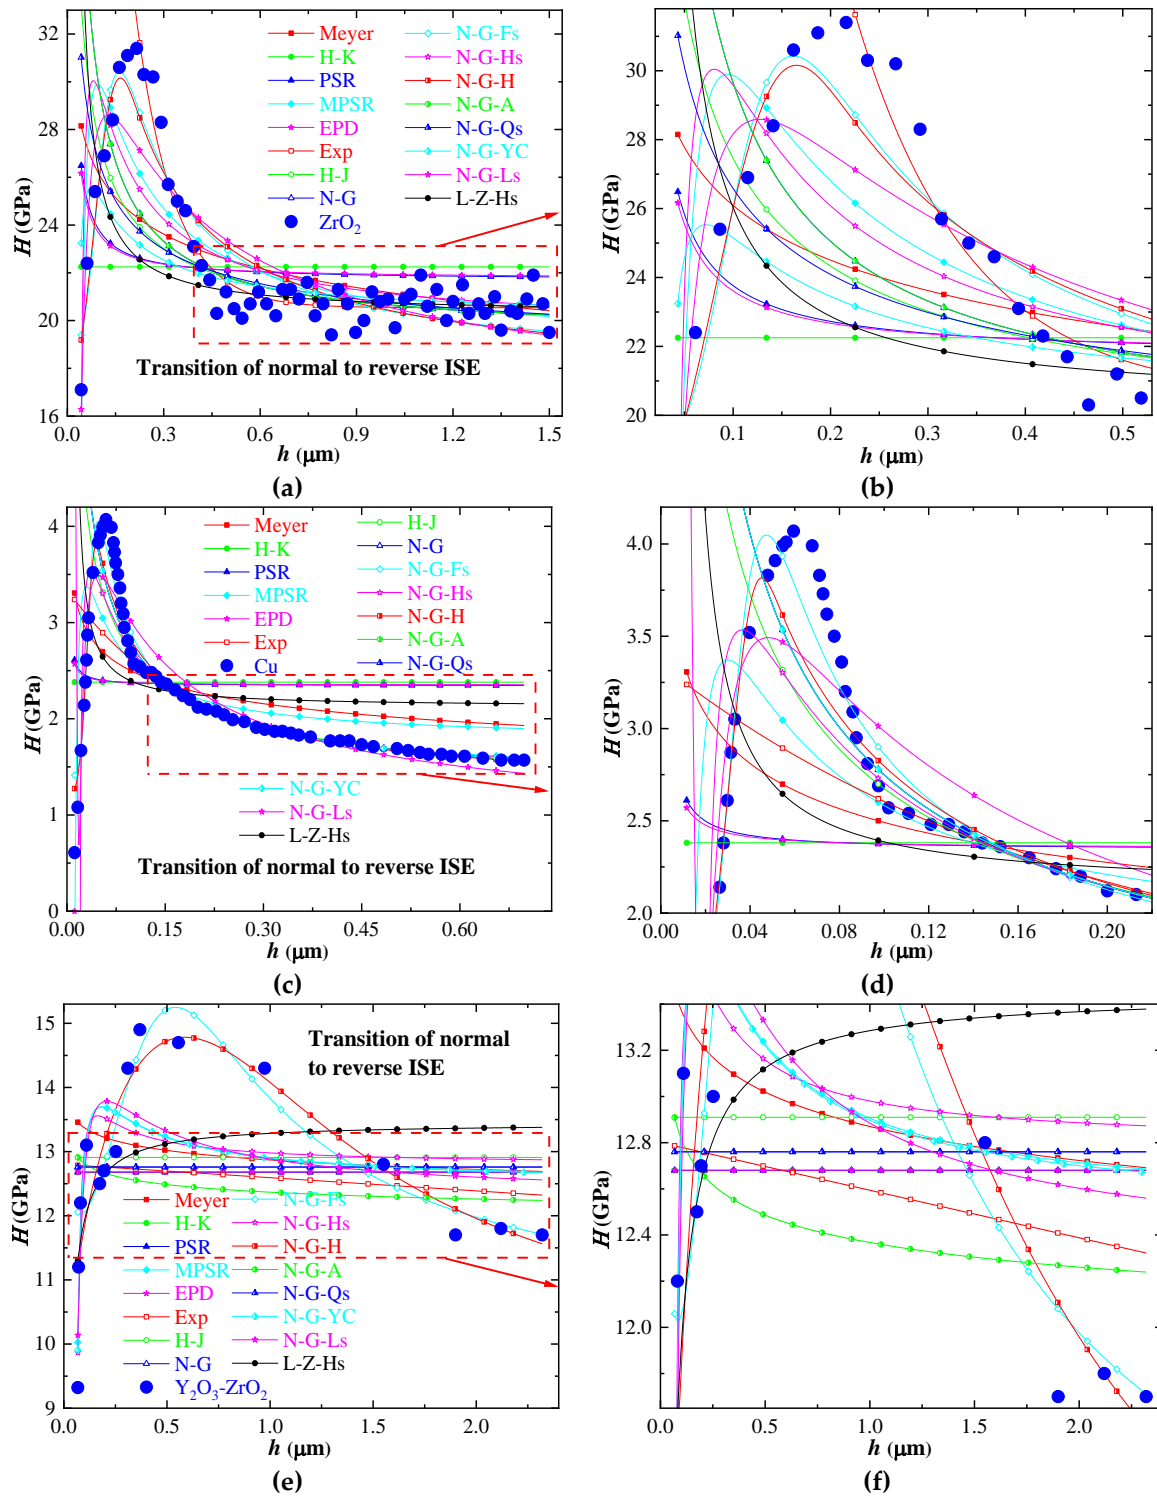 32
28
24
20
16
H (GPa)
Meyer
H-K
PSR
MPSR
EPD
Exp
H-J
N-G
ZrO2
N-G-Fs
N-G-Hs
N-G-H
N-G-A
N-G-Qs
N-G-YC
N-G-Ls
L-Z-Hs
Transition of normal to reverse ISE
0.0 0.3 0.6 0.9 1.2 1.5
h (μm)
(a)
30
28
26
24
22
20
H (GPa)
0.1 0.2 0.3 0.4 0.5
h (μm)
(b)
4
3
2
1
0
H (GPa)
Meyer
H-K
PSR
MPSR
EPD
Exp
Cu
H-J
N-G
N-G-Fs
N-G-Hs
N-G-H
N-G-A
N-G-Qs
N-G-YC
N-G-Ls
L-Z-Hs
Transition of normal to reverse ISE
0.00 0.15 0.30 0.45 0.60
h (μm)
(c)
4.0
3.5
3.0
2.5
2.0
H (GPa)
0.00 0.04 0.08 0.12 0.16 0.20
h (μm)
(d)
15
14
13
12
11
10
9
H (GPa)
Transition of normal
to reverse ISE
Meyer
H-K
PSR
MPSR
EPD
Exp
H-J
N-G
Y2O3-ZrO2
N-G-Fs
N-G-Hs
N-G-H
N-G-A
N-G-Qs
N-G-YC
N-G-Ls
L-Z-Hs
0.0 0.5 1.0 1.5 2.0
h (μm)
(e)
13.2
12.8
12.4
12.0
H (GPa)
0.0 0.5 1.0 1.5 2.0
h (μm)
(f)